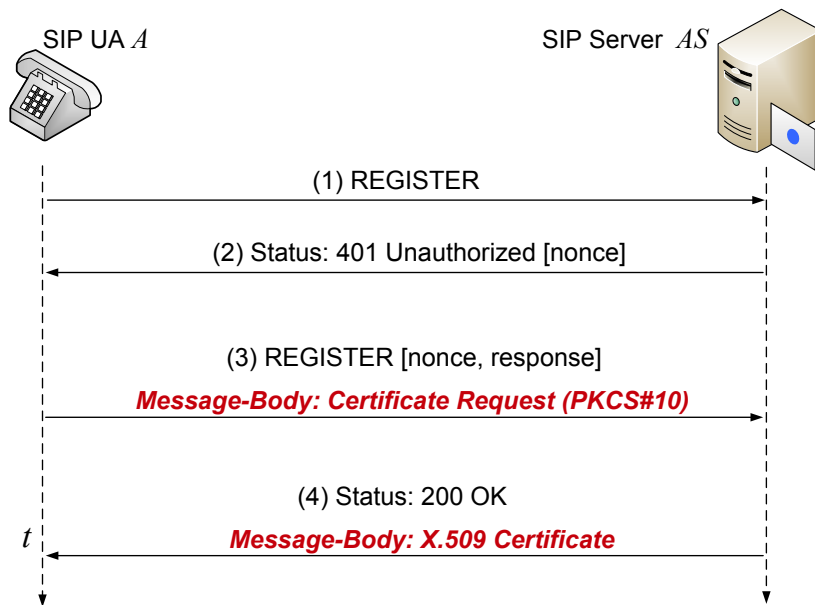 SIP UA A
SIP Server AS
(1) REGISTER
(2) Status: 401 Unauthorized [nonce]
(3) REGISTER [nonce, response]
Message-Body: Certificate Request (PKCS#10)
(4) Status: 200 OK
t
Message-Body: X.509 Certificate